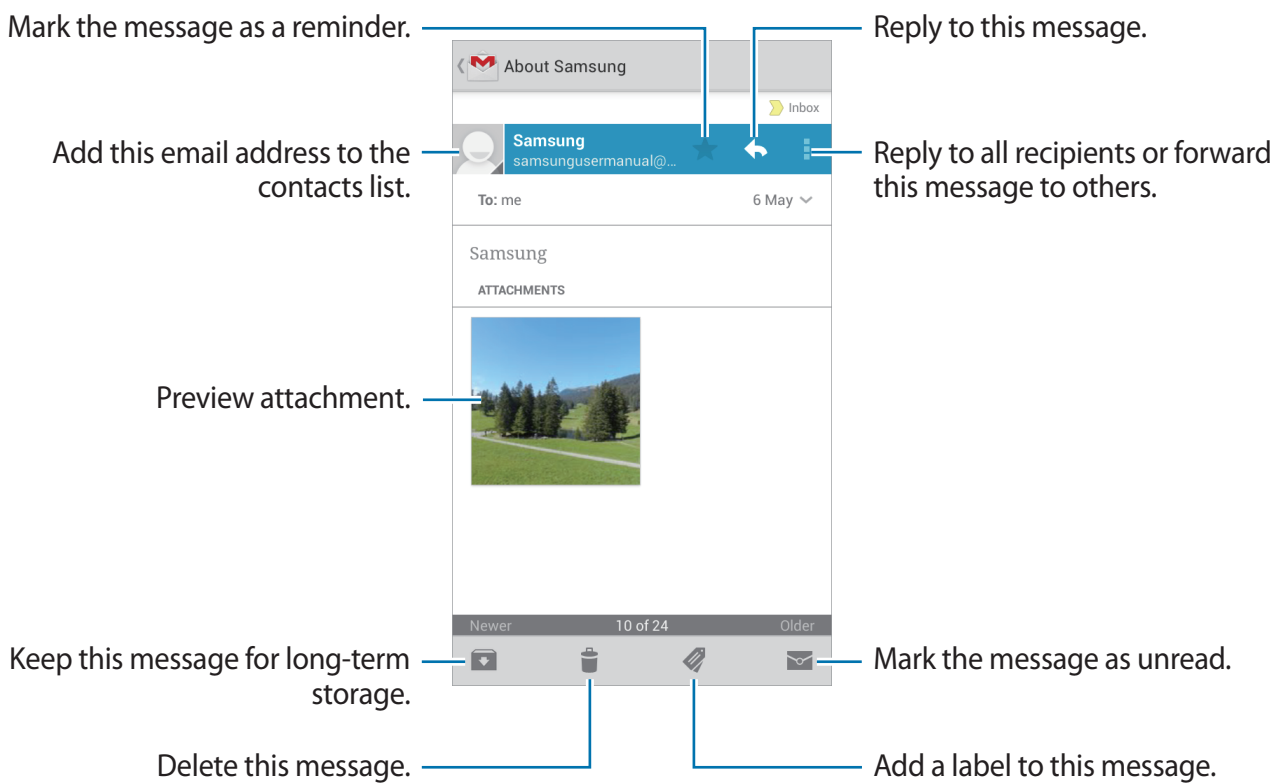 Mark the message as a reminder.
Reply to this message.
About Samsung
Inbox
Add this email address to the
contacts list.
Samsung
samsungusermanual@...
Reply to all recipients or forward
this message to others.
To: me
6 May
Samsung
ATTACHMENTS
Preview attachment.
Newer
10 of 24
Older
Keep this message for long-term
storage.
Mark the message as unread.
Delete this message.
Add a label to this message.